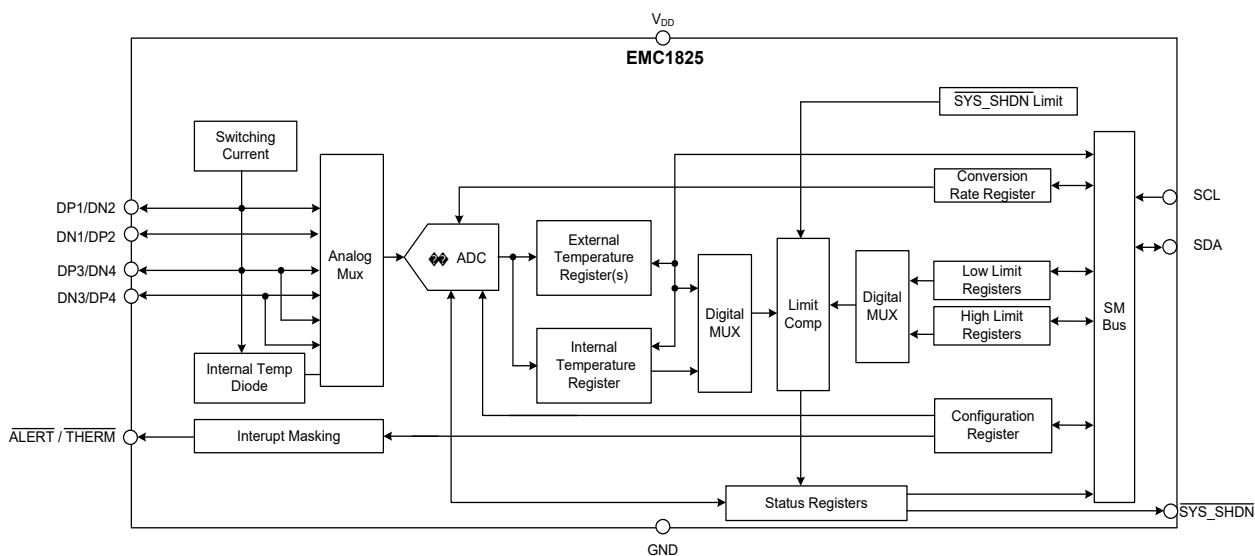 VDD
EMC1825
SYS_SHDN Limit
Switching
Current
Conversion
Rate Register
DP1/DN2
DN1/DP2
DP3/DN4
DN3/DP4
Analog
Mux
�� ADC
External
Temperature
Register(s)
Internal
Temperature
Register
Digital
MUX
Limit
Comp
Digital
MUX
Low Limit
Registers
High Limit
Registers
SM
Bus
SCL
SDA
Internal Temp
Diode
ALERT / THERM
Interupt Masking
Configuration
Register
Status Registers
SYS_SHDN
GND